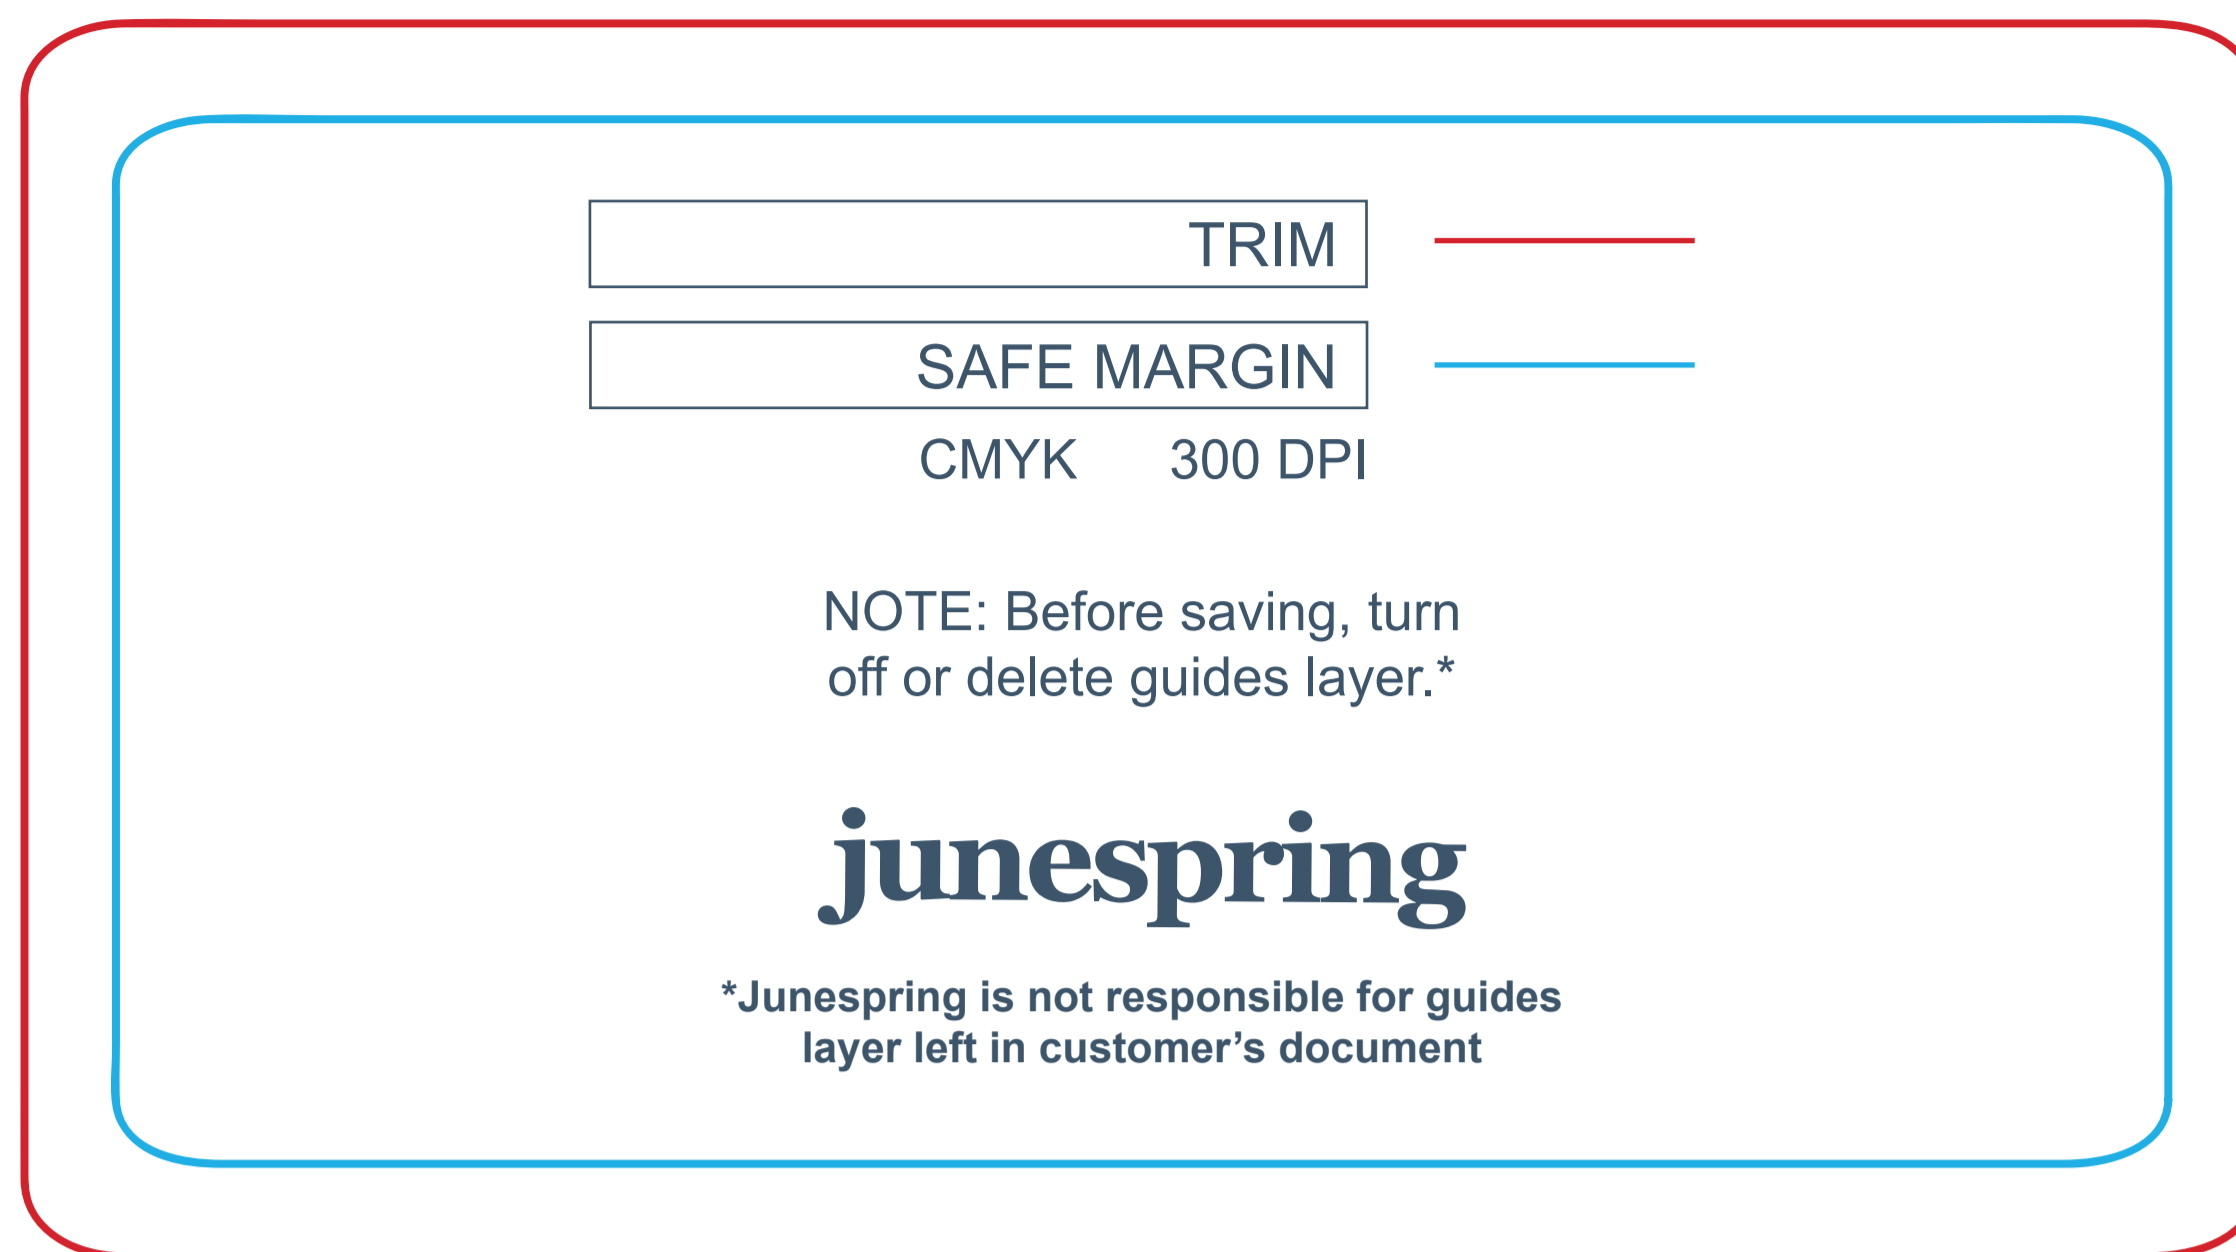 TRIM
SAFE MARGIN
CMYK 300 DPI
NOTE: Before saving, turn
off or delete guides layer.*
junespring
*Junespring is not responsible for guides
layer left in customer’s document